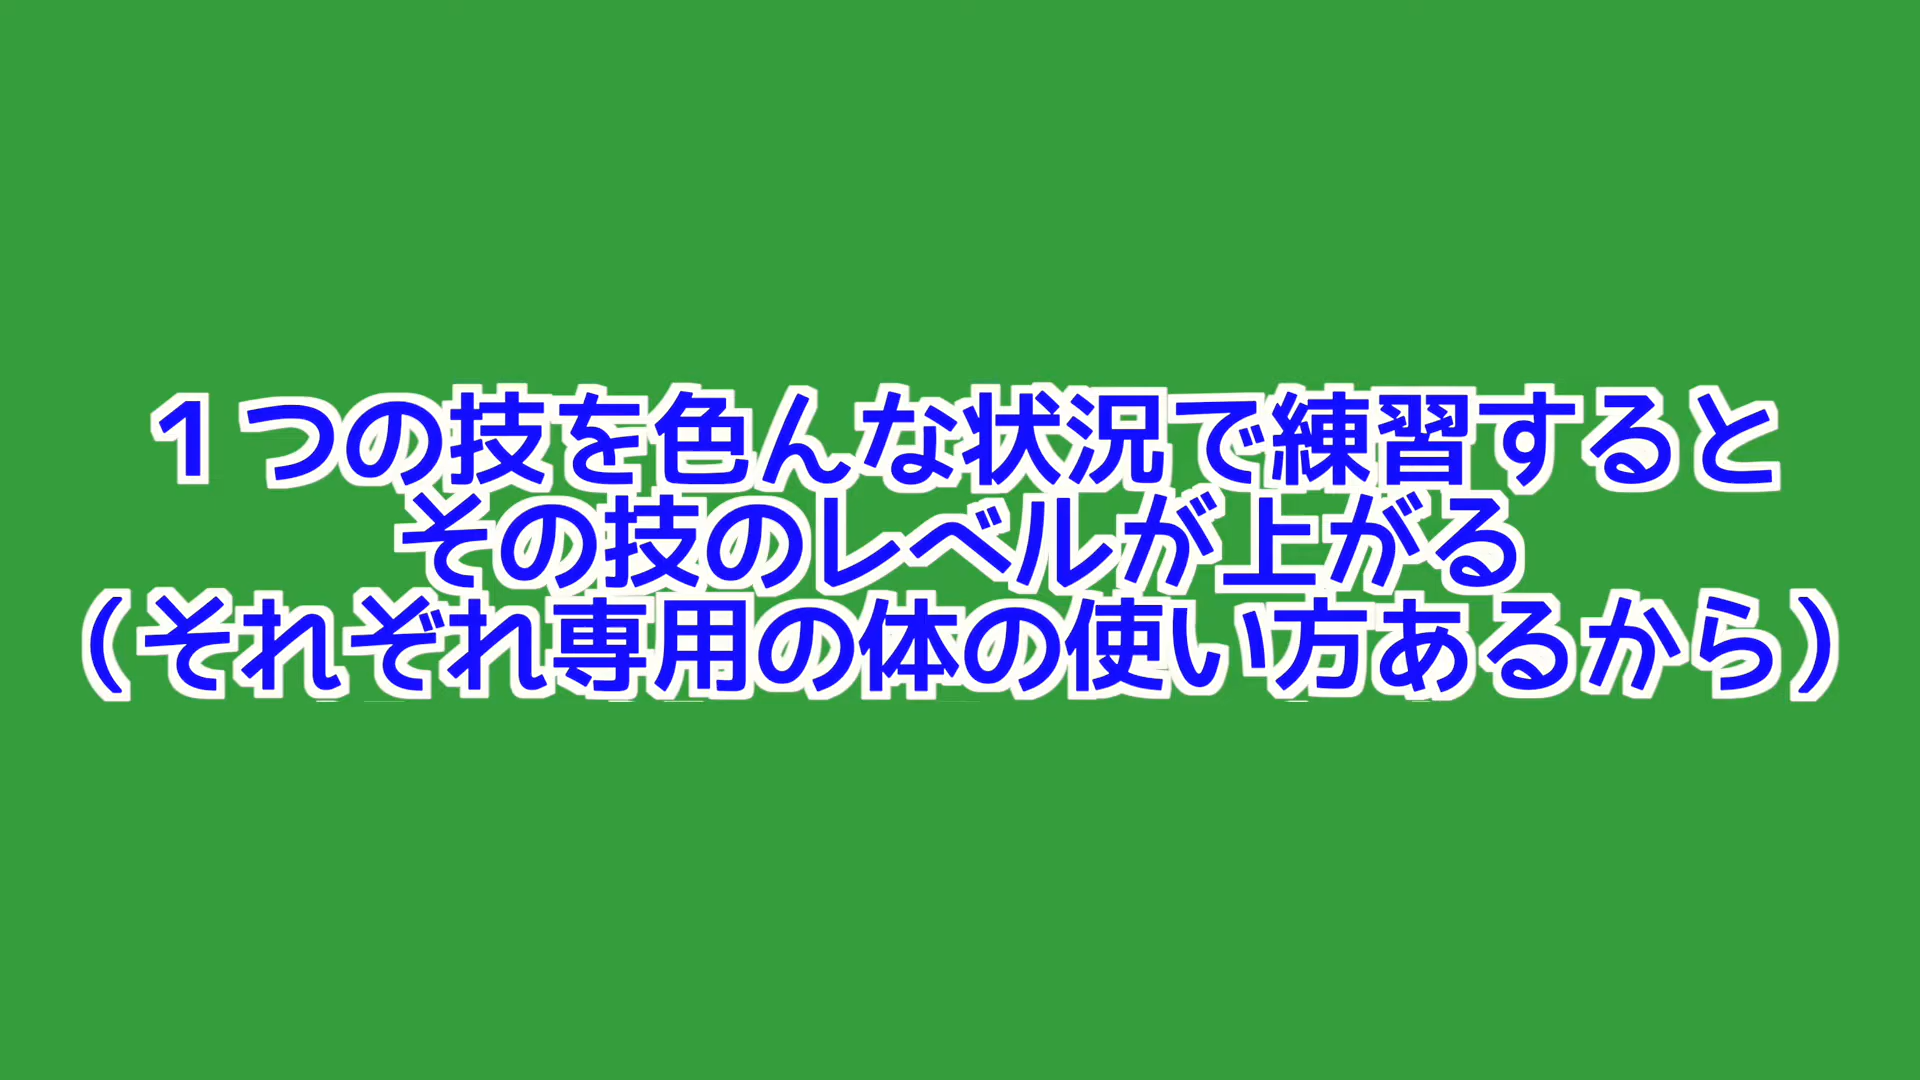 １つの技を色んな状況で練習すると
その技のレベルが上がる
（それぞれ専用の体の使い方あるから）